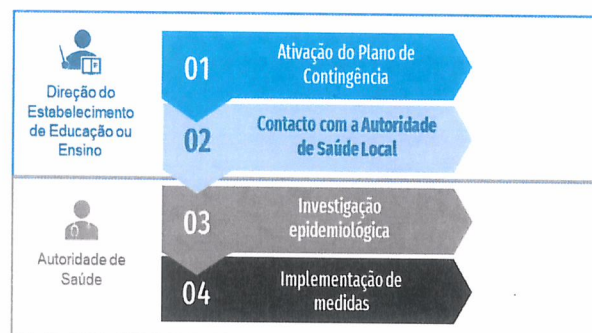 Direção do
Estabelecimento
de Educação ou
Ensino
01
Ativação do Plano de
Contingência
02
Contacto com a Autoridade
de Saúde Local
Autoridade de
Saúde
03
Investigação
epidemiológica
04
Implementação de
medidas